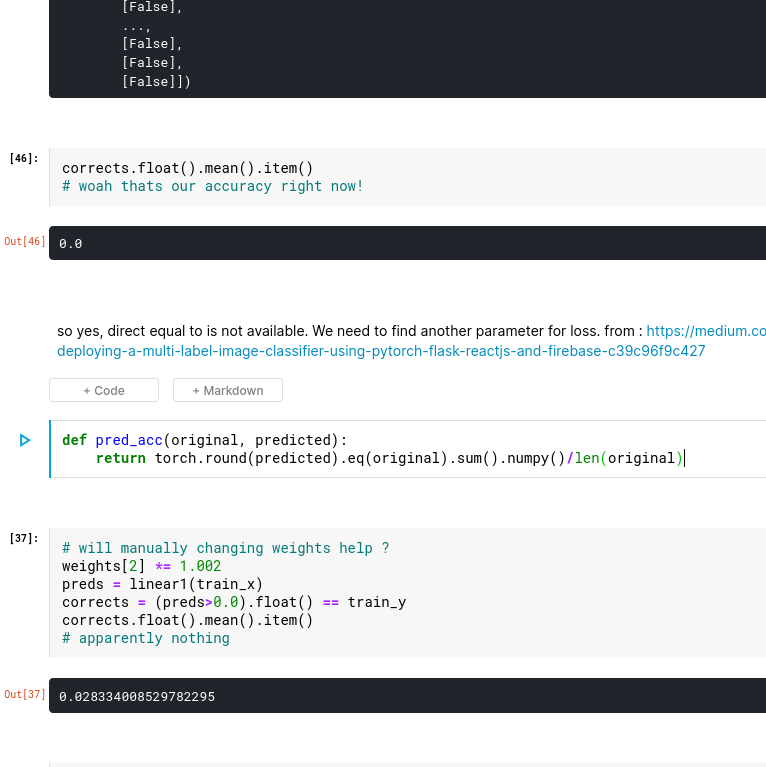 [False],
...,
[False],
[False],
[False]])
[46]:
corrects.float().mean().item()
# woah thats our accuracy right now!
Out[46]
0.0
so yes, direct equal to is not available. We need to find another parameter for loss. from : https://medium.co
deploying-a-multi-label-image-classifier-using-pytorch-flask-reactjs-and-firebase-c39c96f9c427
+ Code
+ Markdown
def pred_acc(original, predicted):
    return torch.round(predicted).eq(original).sum().numpy()/len(original)
[37]:
# will manually changing weights help ?
weights[2] *= 1.002
preds = linear1(train_x)
corrects = (preds>0.0).float() == train_y
corrects.float().mean().item()
# apparently nothing
Out[37]
0.028334008529782295